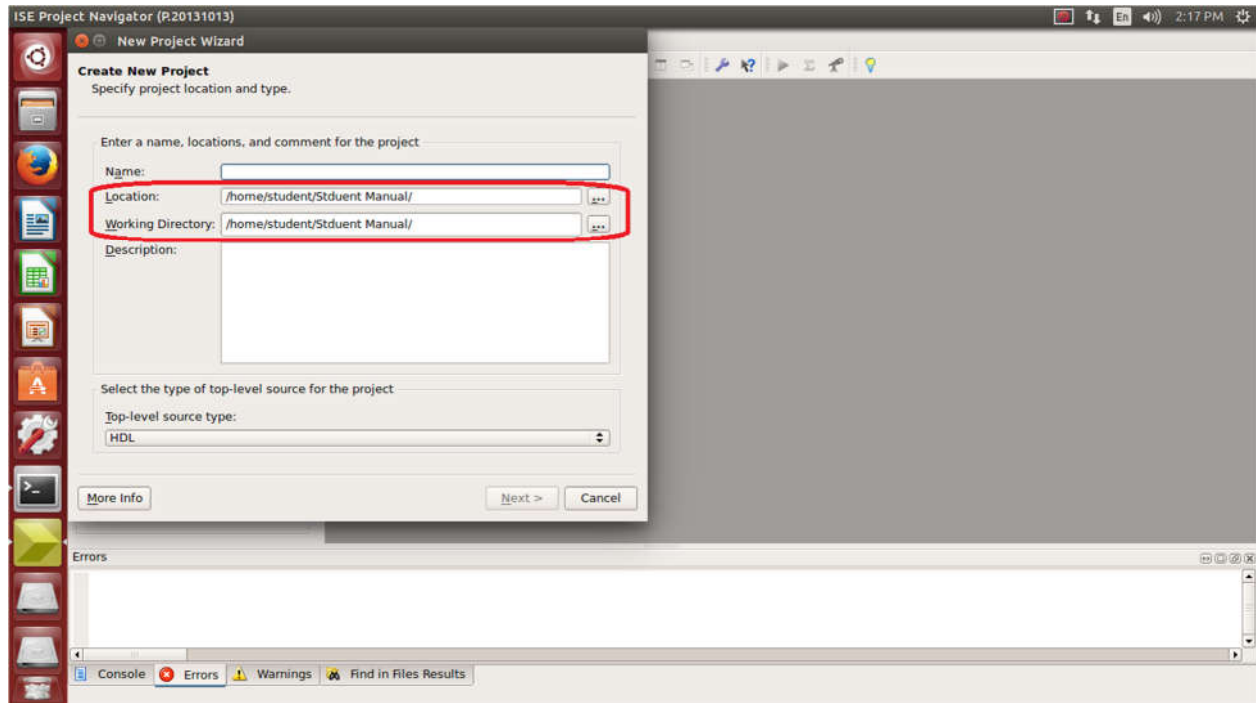 ISE Project Navigator (P.20131013)
En 2:17 PM
New Project Wizard
Create New Project
Specify project location and type.
Enter a name, locations, and comment for the project
Name:
Location: /home/student/Stduent Manual/ ...
Working Directory: /home/student/Stduent Manual/ ...
Description:
Select the type of top-level source for the project
Top-level source type:
HDL
More Info Next > Cancel
Errors
Console Errors Warnings Find in Files Results